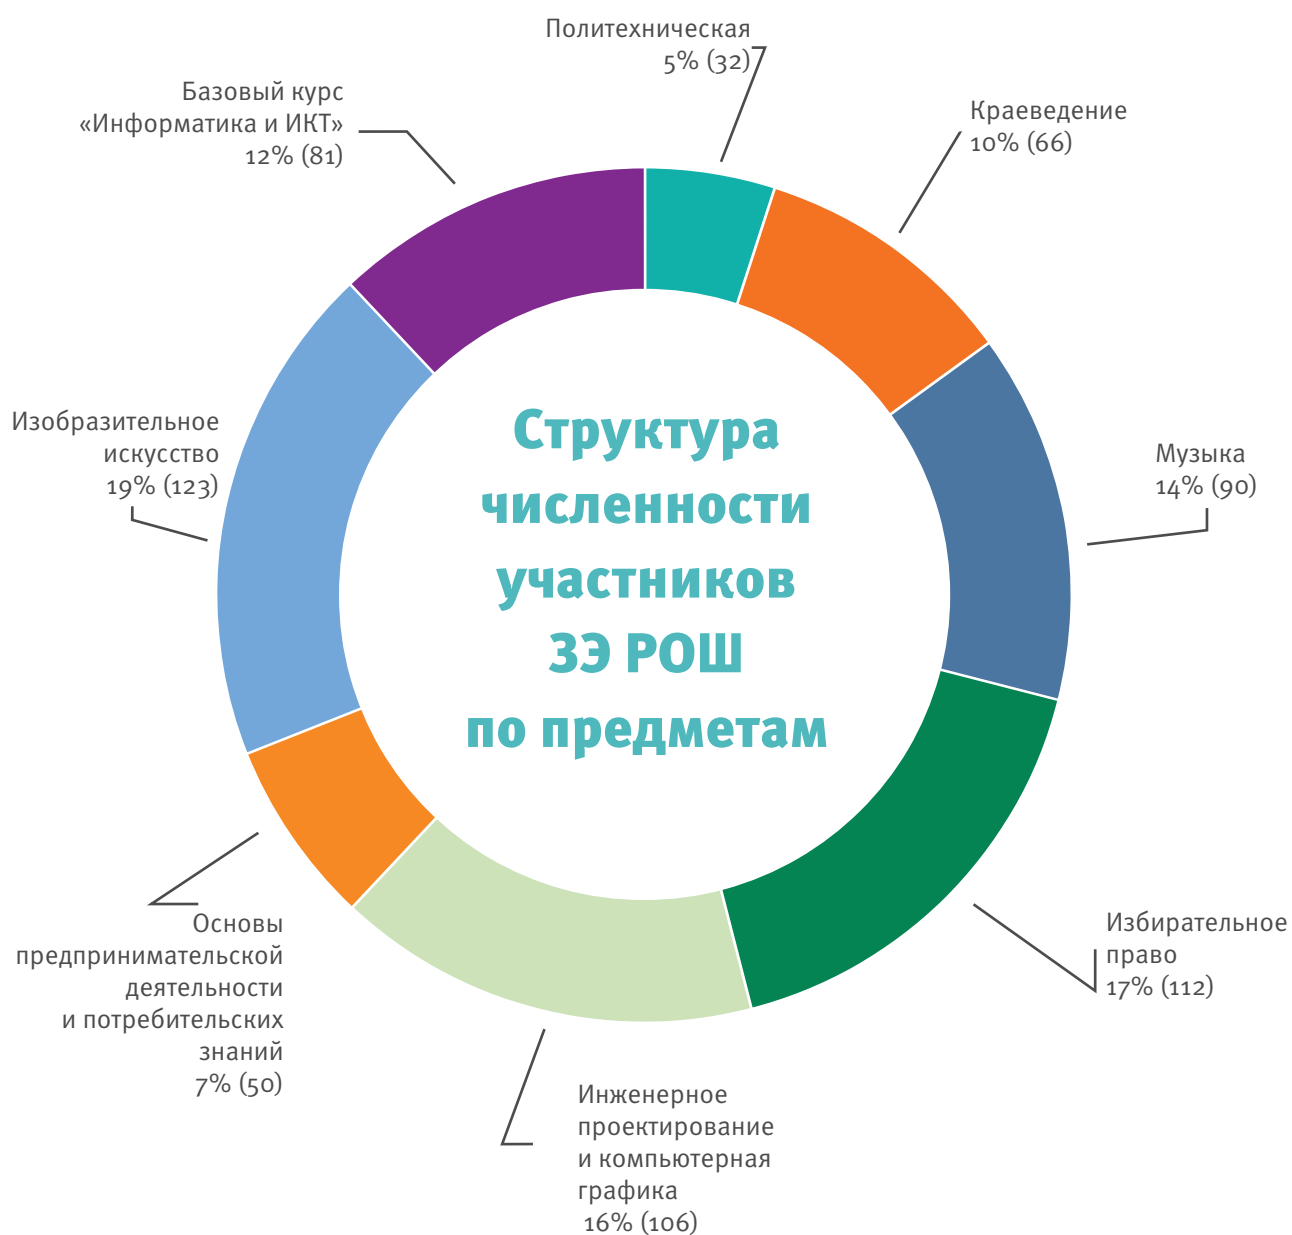 Политехническая
5% (32)
Краеведение
10% (66)
Базовый курс
«Информатика и ИКТ»
12% (81)
Изобразительное
искусство
19% (123)
Музыка
14% (90)
Структура
численности
участников
ЗЭ РОШ
по предметам
Избирательное
право
17% (112)
Основы
предпринимательской
деятельности
и потребительских
знаний
7% (50)
Инженерное
проектирование
и компьютерная
графика
16% (106)